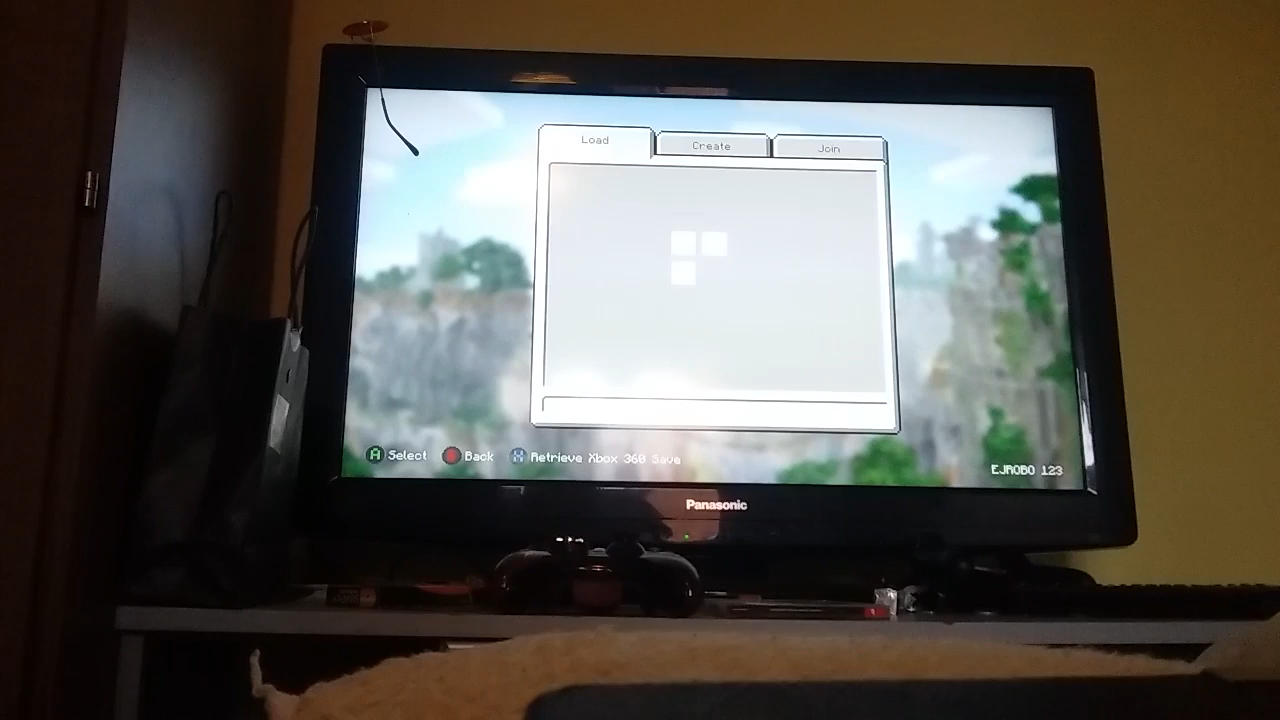 Load
Create
Join
A Select
Back
X Retrieve Xbox 360 Save
EJROBO 123
Panasonic